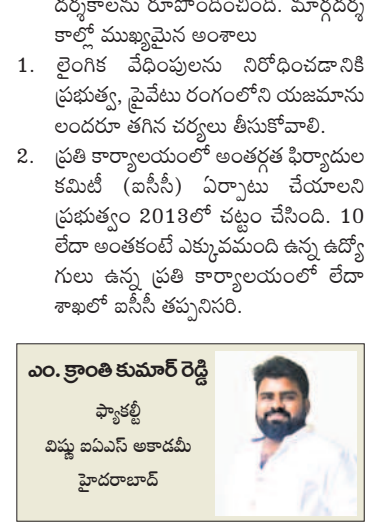 దర్శకాలను రూపొందించింది. మార్గదర్శ
కాల్లో ముఖ్యమైన అంశాలు
1. లైంగిక వేధింపులను నిరోధించడానికి
ప్రభుత్వ, ప్రైవేటు రంగంలోని యజమాను
లందరూ తగిన చర్యలు తీసుకోవాలి.
2. ప్రతి కార్యాలయంలో అంతర్గత ఫిర్యాదుల
కమిటీ (ఐసీసీ) ఏర్పాటు చేయాలని
ప్రభుత్వం 2013లో చట్టం చేసింది. 10
లేదా అంతకంటే ఎక్కువమంది ఉన్న ఉద్యో
గులు ఉన్న ప్రతి కార్యాలయంలో లేదా
శాఖలో ఐసీసీ తప్పనిసరి.
ఎం. క్రాంతి కుమార్ రెడ్డి
ఫ్యాకల్టీ
విష్ణు ఐఏఎస్ అకాడమీ
హైదరాబాద్